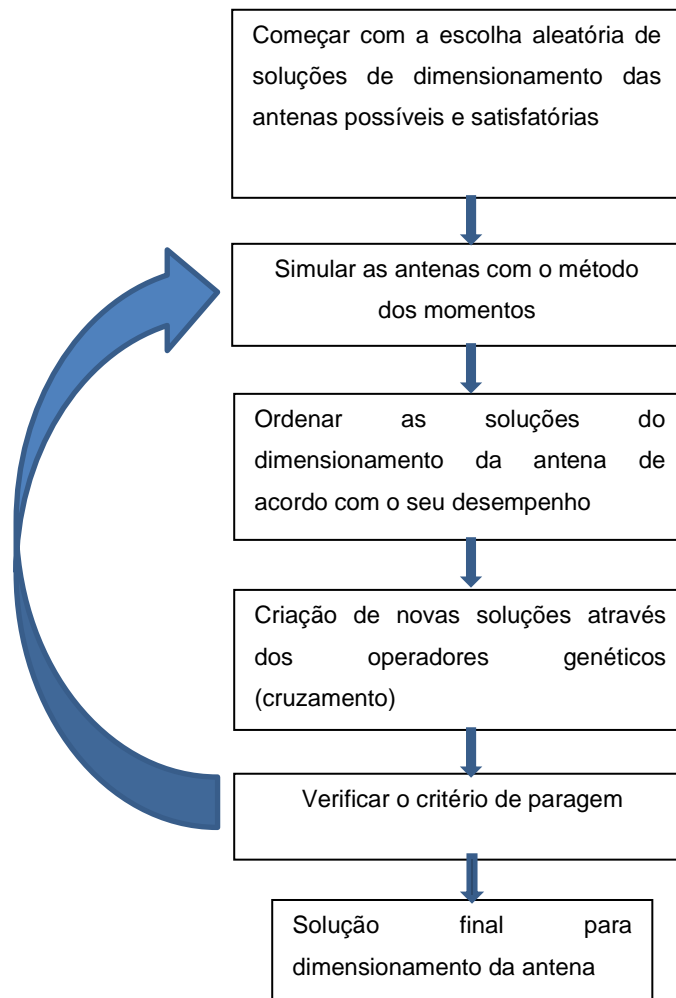 Começar com a escolha aleatória de
soluções de dimensionamento das
antenas possíveis e satisfatórias
Simular as antenas com o método
dos momentos
Ordenar as soluções do
dimensionamento da antena de
acordo com o seu desempenho
Criação de novas soluções através
dos operadores genéticos
(cruzamento)
Verificar o critério de paragem
Solução final para
dimensionamento da antena